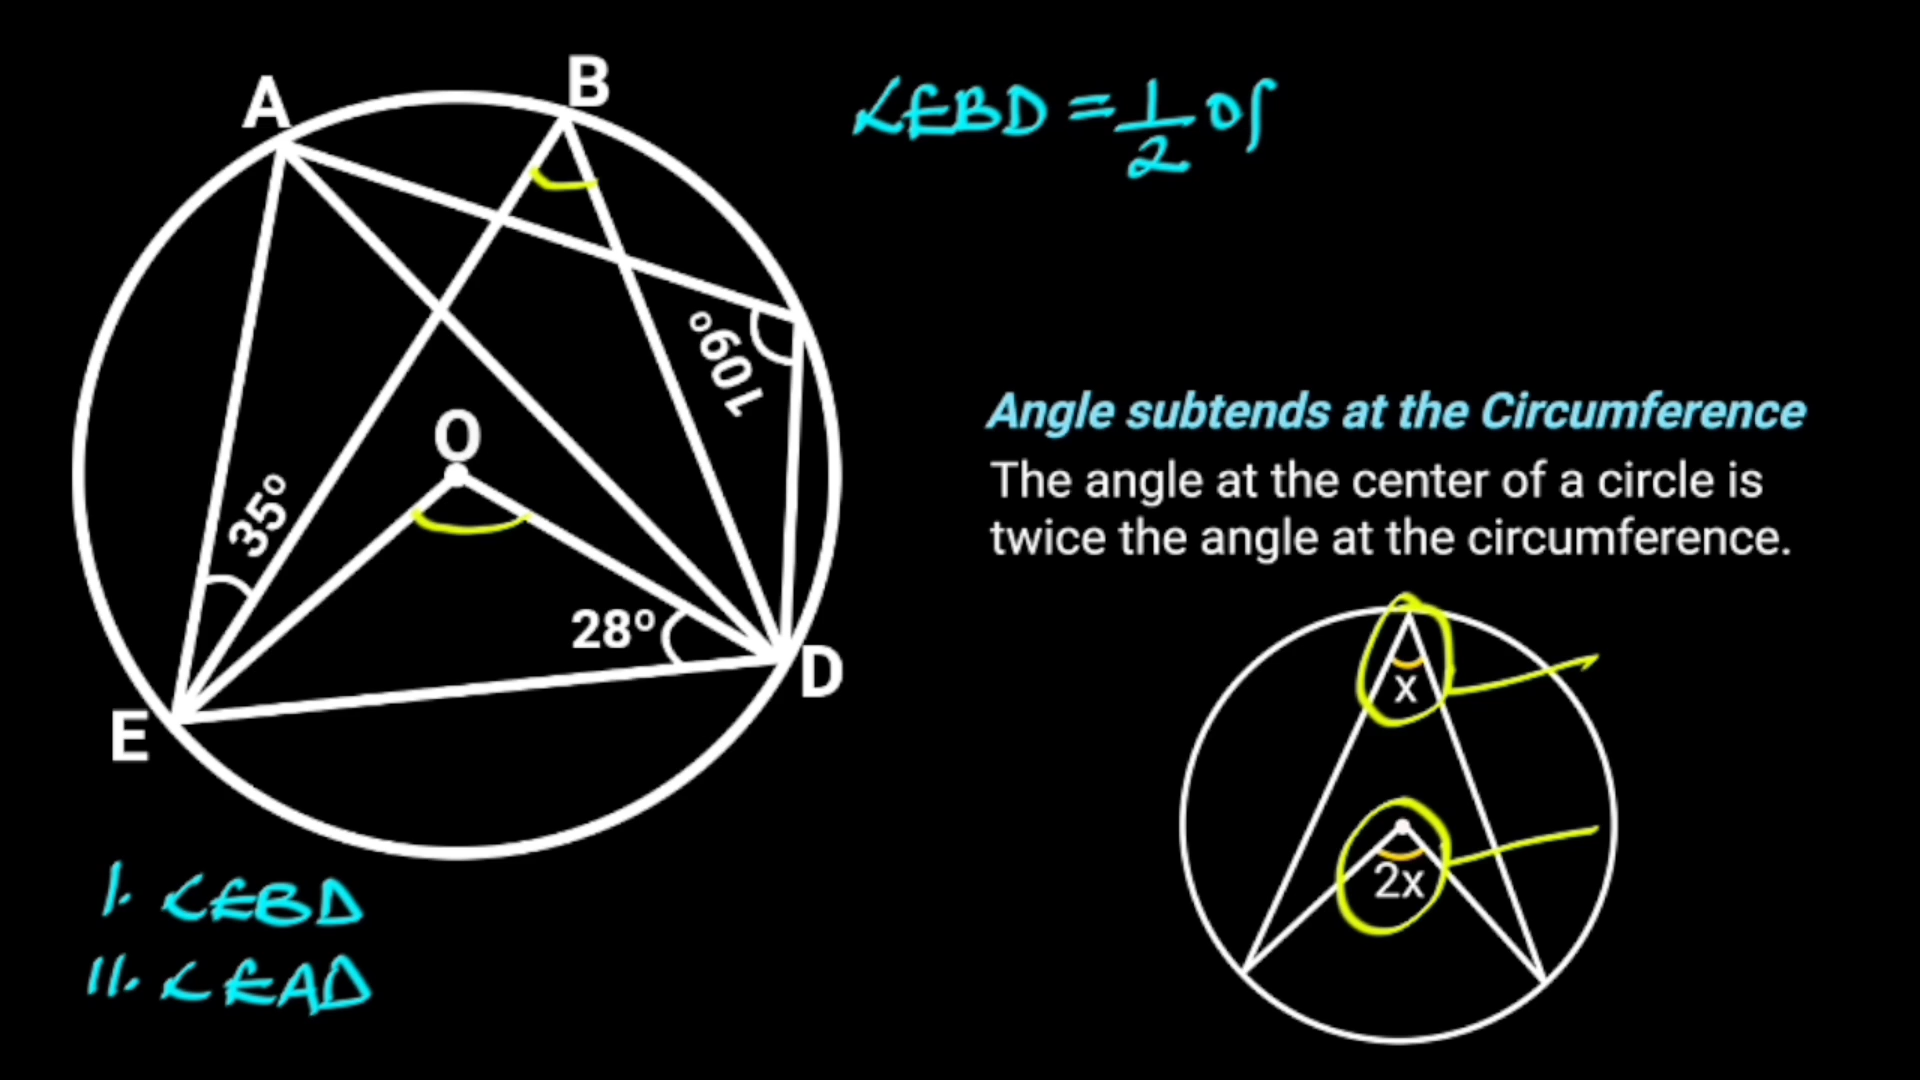 A
B
∠EBD = 1/2 of
109°
Angle subtends at the Circumference
O
The angle at the center of a circle is
35°
twice the angle at the circumference.
28°
D
x
E
2x
I. ∠EBD
II. ∠EAD